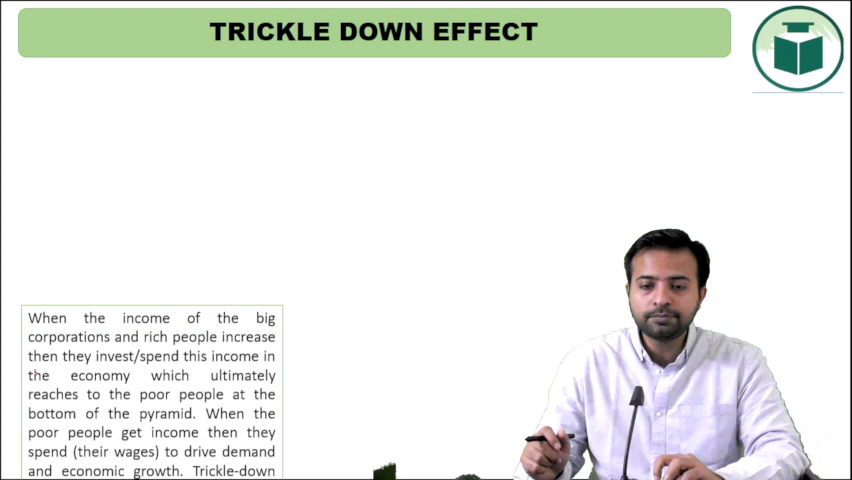 TRICKLE DOWN EFFECT
When the income of the big
corporations and rich people increase
then they invest/spend this income in
the economy which ultimately
reaches to the poor people at the
bottom of the pyramid. When the
poor people get income then they
spend (their wages) to drive demand
and economic growth. Trickle-down